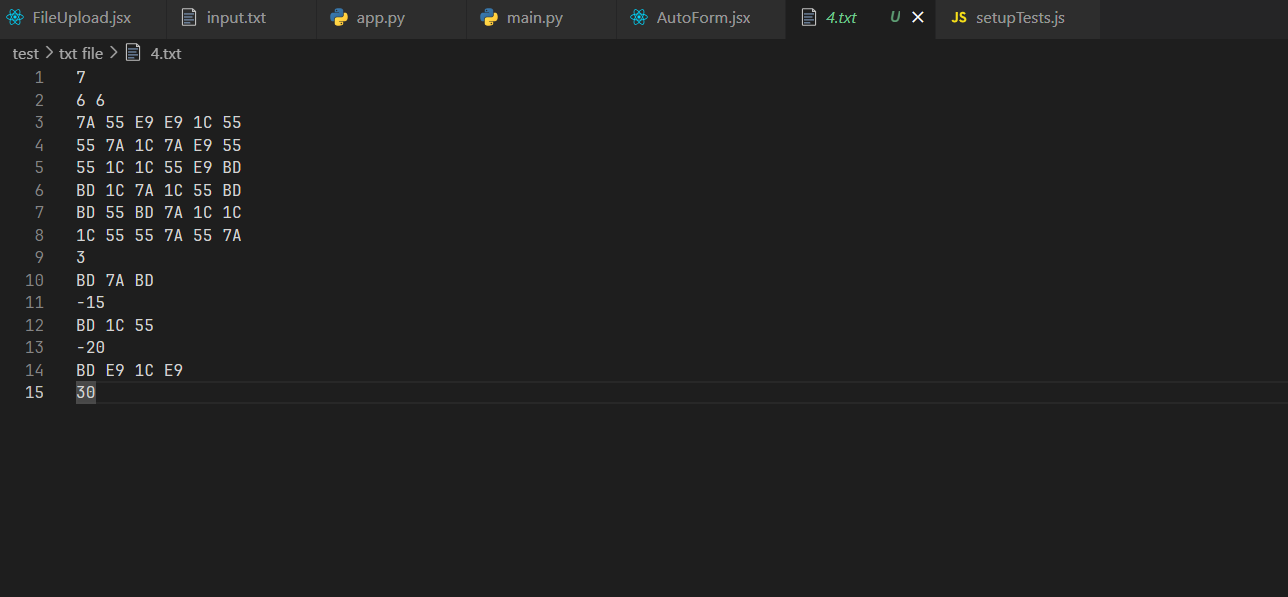 FileUpload.jsx input.txt app.py main.py AutoForm.jsx 4.txt U JS setupTests.js
test txt file 4.txt
1 7
2 6 6
3 7A 55 E9 E9 1C 55
4 55 7A 1C 7A E9 55
5 55 1C 1C 55 E9 BD
6 BD 1C 7A 1C 55 BD
7 BD 55 BD 7A 1C 1C
8 1C 55 55 7A 55 7A
9 3
10 BD 7A BD
11 -15
12 BD 1C 55
13 -20
14 BD E9 1C E9
15 30